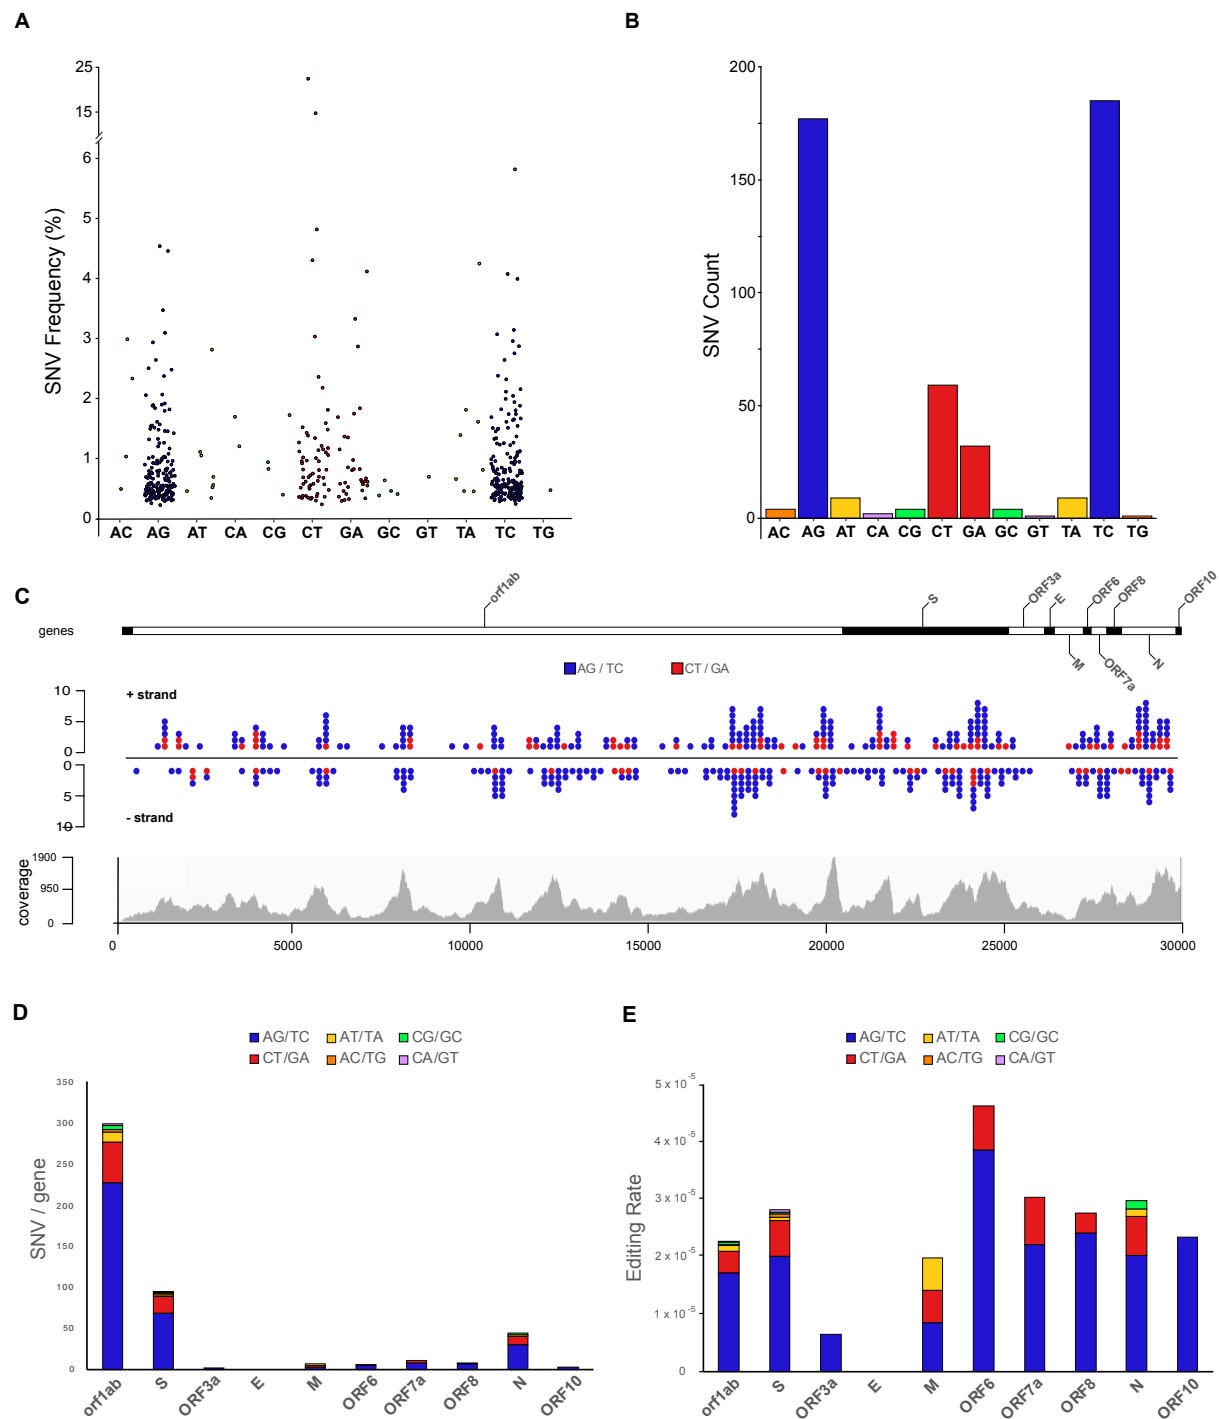 A
B
SNV Frequency (%)
25
15
6
5
4
3
2
1
0
AC AG AT CA CG CT GA GC GT TA TC TG
SNV Count
200
150
100
50
0
AC AG AT CA CG CT GA GC GT TA TC TG
C
genes
orf1ab
S
ORF3a
E
ORF6
ORF8
ORF10
M
ORF7a
N
AG / TC CT / GA
+ strand
10
5
0
0
5
10
- strand
coverage
1900
950
0
0 5000 10000 15000 20000 25000 30000
D
AG/TC AT/TA CG/GC
CT/GA AC/TG CA/GT
SNV / gene
350
300
250
200
150
100
50
0
orf1ab S ORF3a E M ORF6 ORF7a ORF8 N ORF10
E
AG/TC AT/TA CG/GC
CT/GA AC/TG CA/GT
Editing Rate
5 x 10 -5
4 x 10 -5
3 x 10 -5
2 x 10 -5
1 x 10 -5
0
orf1ab S ORF3a E M ORF6 ORF7a ORF8 N ORF10